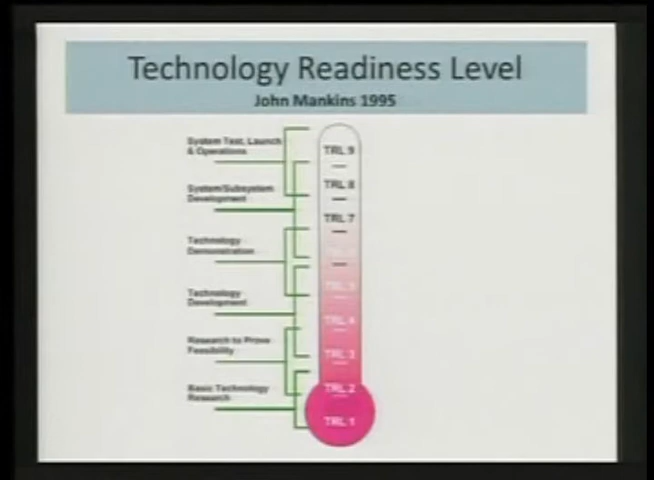 Technology Readiness Level
John Mankins 1995
System Test, Launch
& Operations
System/Subsystem
Development
Technology
Demonstration
Technology
Development
Research to Prove
Feasibility
Basic Technology
Research
TRL 9
TRL 8
TRL 7
TRL 5
TRL 4
TRL 3
TRL 2
TRL 1